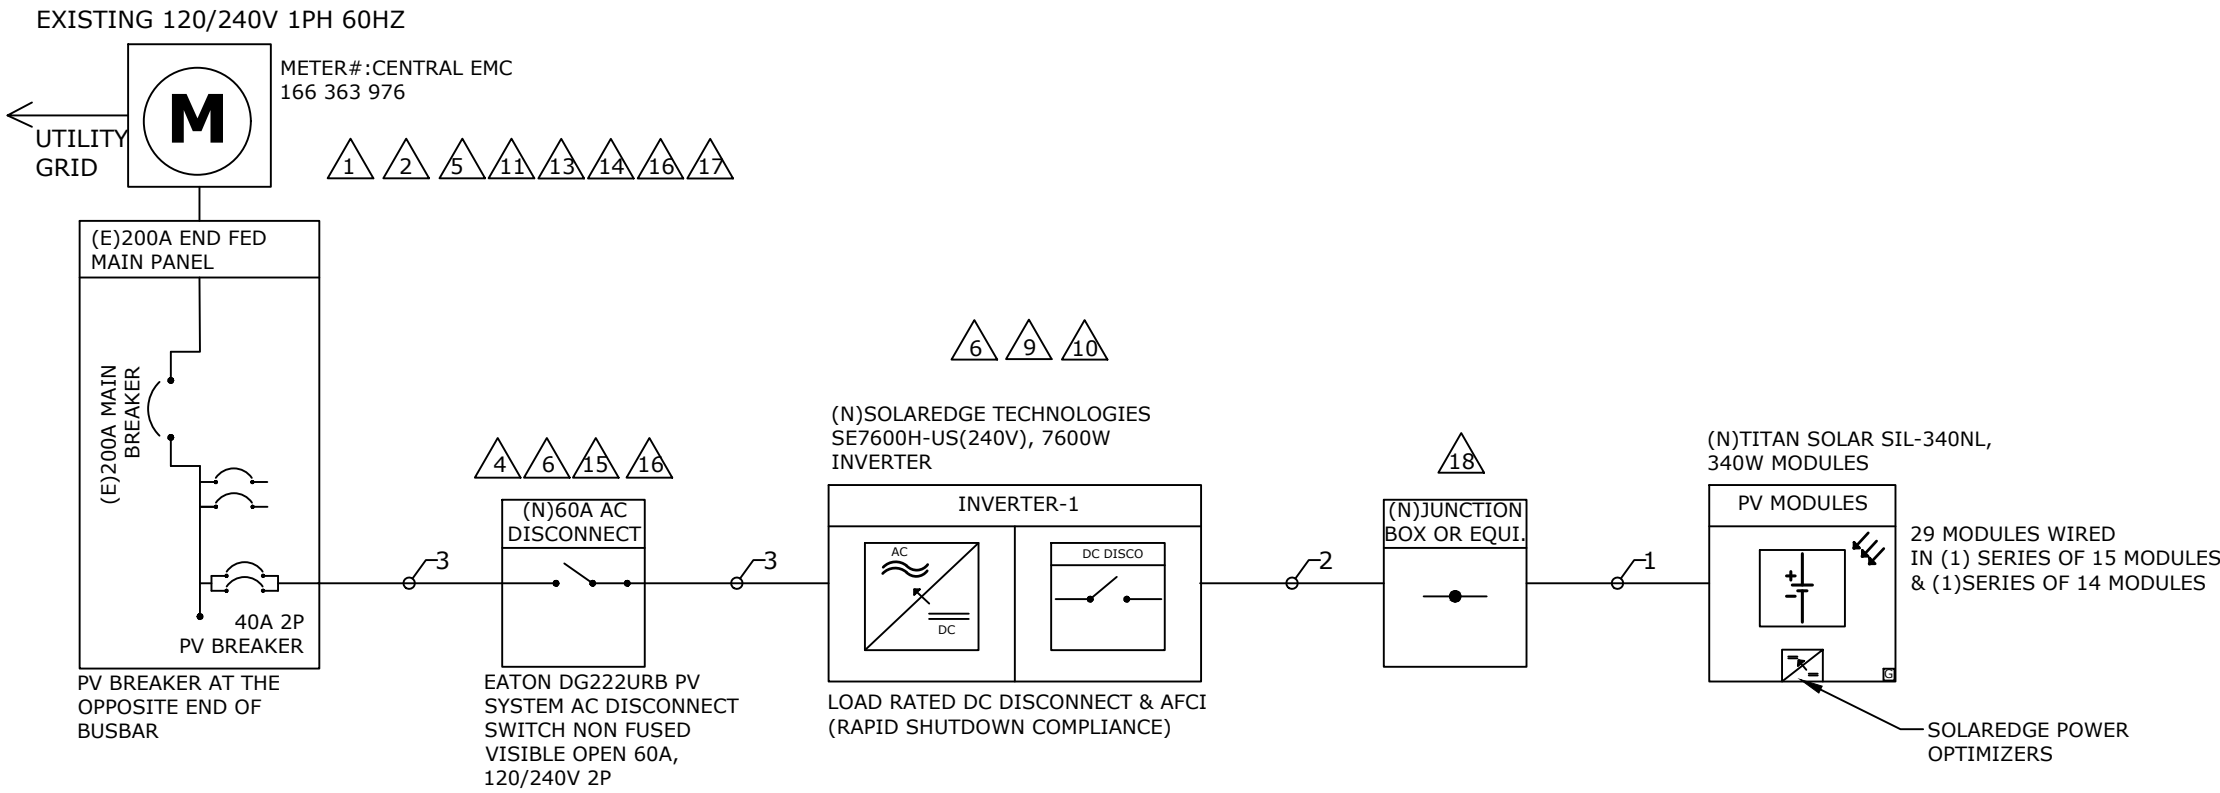 EXISTING 120/240V 1PH 60HZ
M
METER#:CENTRAL EMC
166 363 976
UTILITY
GRID
1 2 5 11 13 14 16 17
(E)200A END FED
MAIN PANEL
(E)200A MAIN
BREAKER
40A 2P
PV BREAKER
PV BREAKER AT THE
OPPOSITE END OF
BUSBAR
3
4 6 15 16
(N)60A AC
DISCONNECT
EATON DG222URB PV
SYSTEM AC DISCONNECT
SWITCH NON FUSED
VISIBLE OPEN 60A,
120/240V 2P
3
6 9 10
(N)SOLAREDGE TECHNOLOGIES
SE7600H-US(240V), 7600W
INVERTER
INVERTER-1
AC
DC
DC DISCO
LOAD RATED DC DISCONNECT & AFCI
(RAPID SHUTDOWN COMPLIANCE)
2
18
(N)JUNCTION
BOX OR EQUI.
1
(N)TITAN SOLAR SIL-340NL,
340W MODULES
PV MODULES
G
29 MODULES WIRED
IN (1) SERIES OF 15 MODULES
& (1)SERIES OF 14 MODULES
SOLAREDGE POWER
OPTIMIZERS